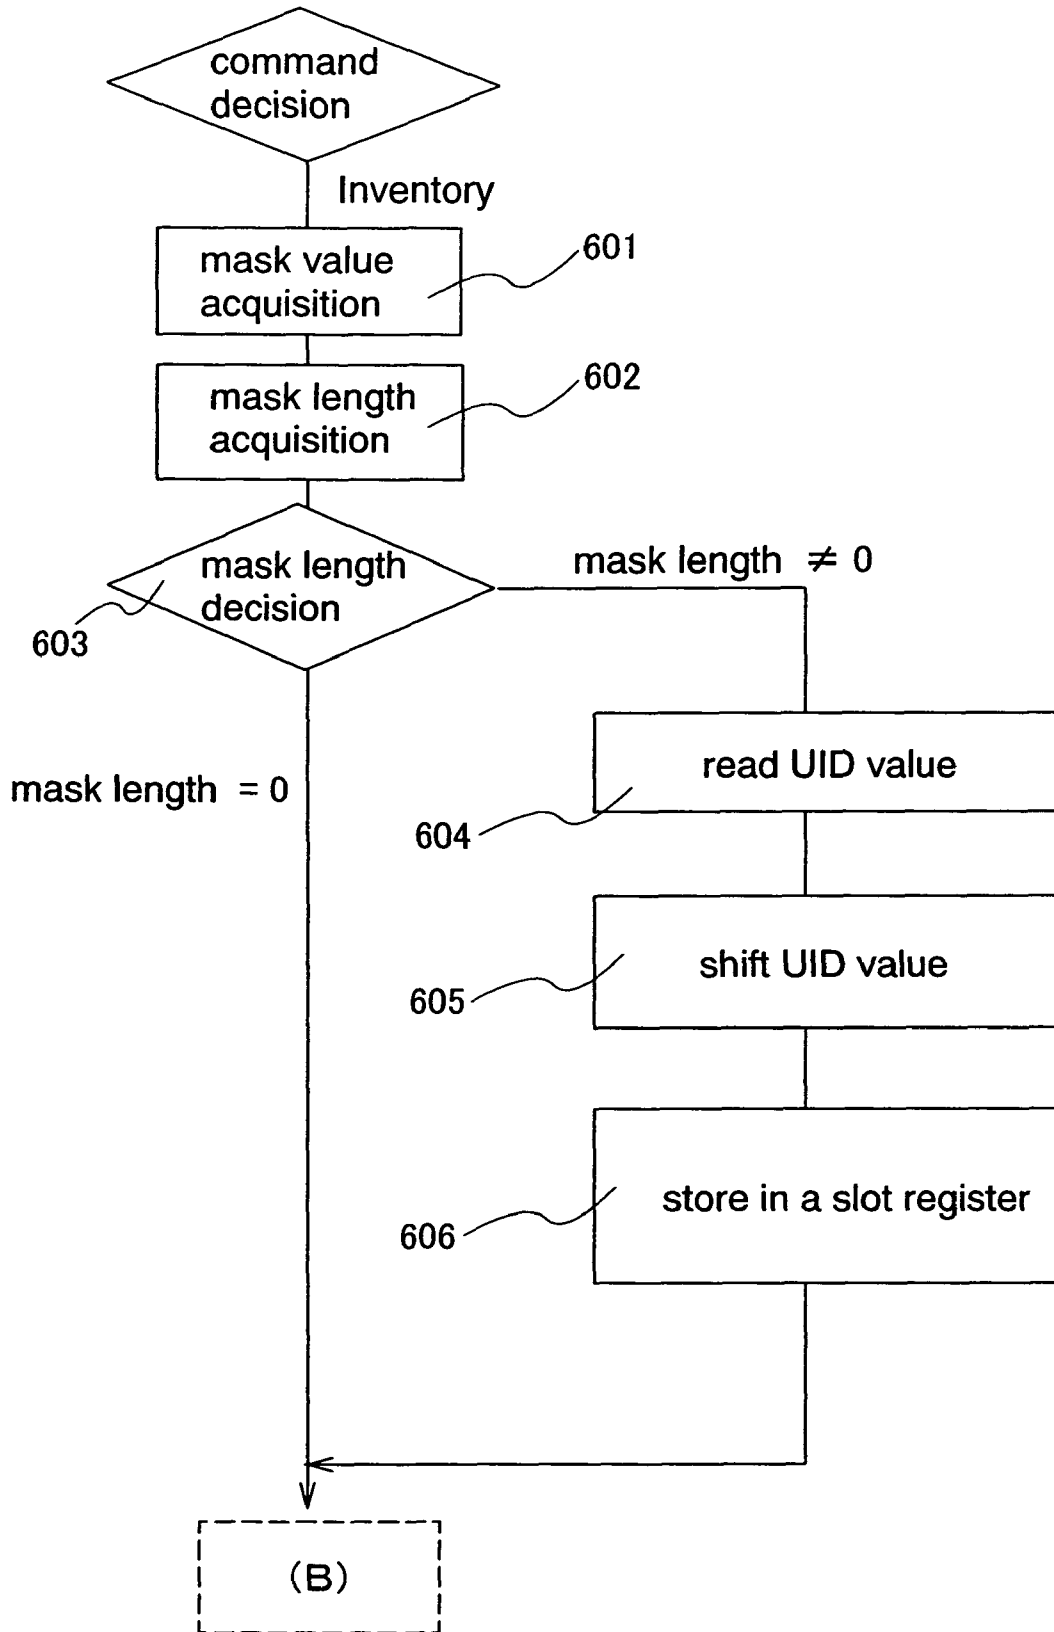 command
decision
Inventory
mask value
acquisition
601
mask length
acquisition
602
mask length
decision
603
mask length ≠ 0
mask length = 0
read UID value
604
shift UID value
605
store in a slot register
606
(B)